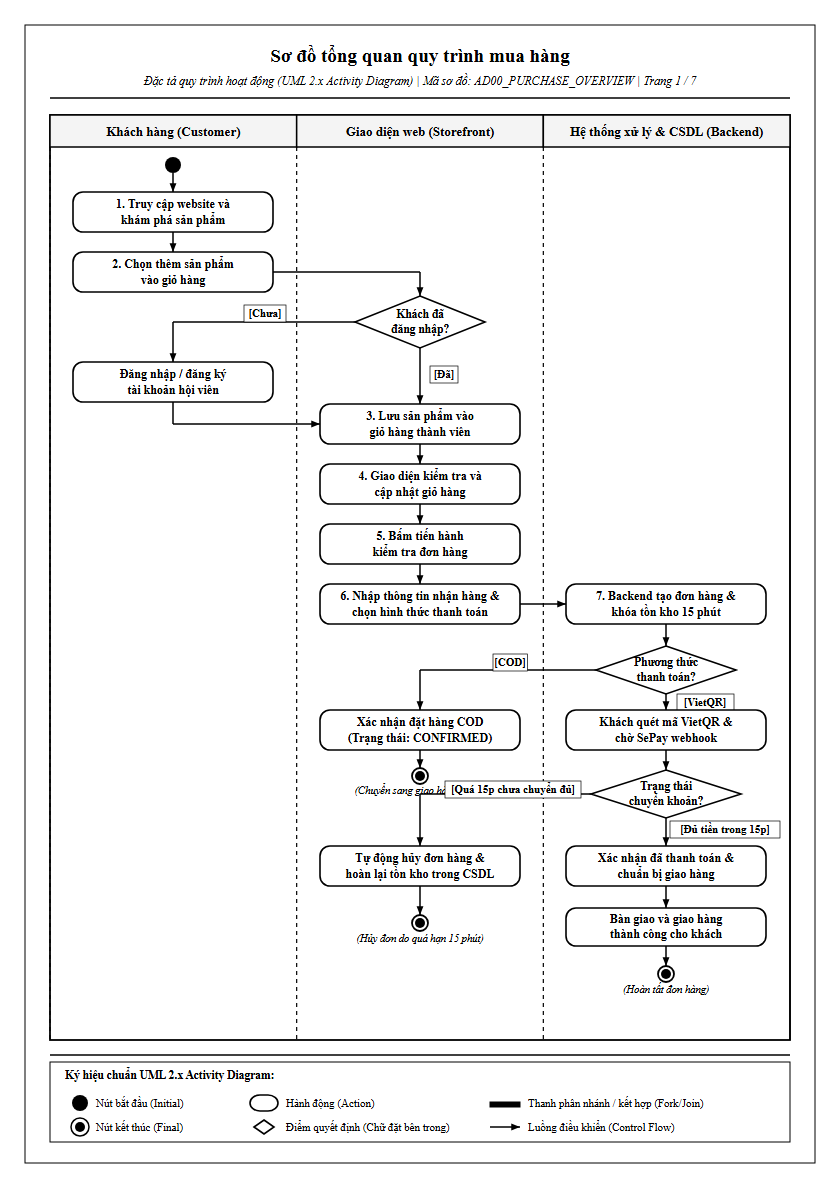 Sơ đồ tổng quan quy trình mua hàng
Đặc tả quy trình hoạt động (UML 2.x Activity Diagram) | Mã sơ đồ: AD00_PURCHASE_OVERVIEW | Trang 1 / 7
Khách hàng (Customer)
Giao diện web (Storefront)
Hệ thống xử lý & CSDL (Backend)
1. Truy cập website và
khám phá sản phẩm
2. Chọn thêm sản phẩm
vào giỏ hàng
[Chưa]
Khách đã
đăng nhập?
Đăng nhập / đăng ký
tài khoản hội viên
[Đã]
3. Lưu sản phẩm vào
giỏ hàng thành viên
4. Giao diện kiểm tra và
cập nhật giỏ hàng
5. Bấm tiến hành
kiểm tra đơn hàng
6. Nhập thông tin nhận hàng &
chọn hình thức thanh toán
7. Backend tạo đơn hàng &
khóa tồn kho 15 phút
[COD]
Phương thức
thanh toán?
[VietQR]
Xác nhận đặt hàng COD
(Trạng thái: CONFIRMED)
Khách quét mã VietQR &
chờ SePay webhook
(Chuyển sang giao
[Quá 15p chưa chuyển đủ]
Trạng thái
chuyển khoản?
[Đủ tiền trong 15p]
Tự động hủy đơn hàng &
hoàn lại tồn kho trong CSDL
Xác nhận đã thanh toán &
chuẩn bị giao hàng
(Hủy đơn do quá hạn 15 phút)
Bàn giao và giao hàng
thành công cho khách
(Hoàn tất đơn hàng)
Ký hiệu chuẩn UML 2.x Activity Diagram:
Nút bắt đầu (Initial)
Hành động (Action)
Thanh phân nhánh / kết hợp (Fork/Join)
Nút kết thúc (Final)
Điểm quyết định (Chữ đặt bên trong)
Luồng điều khiển (Control Flow)